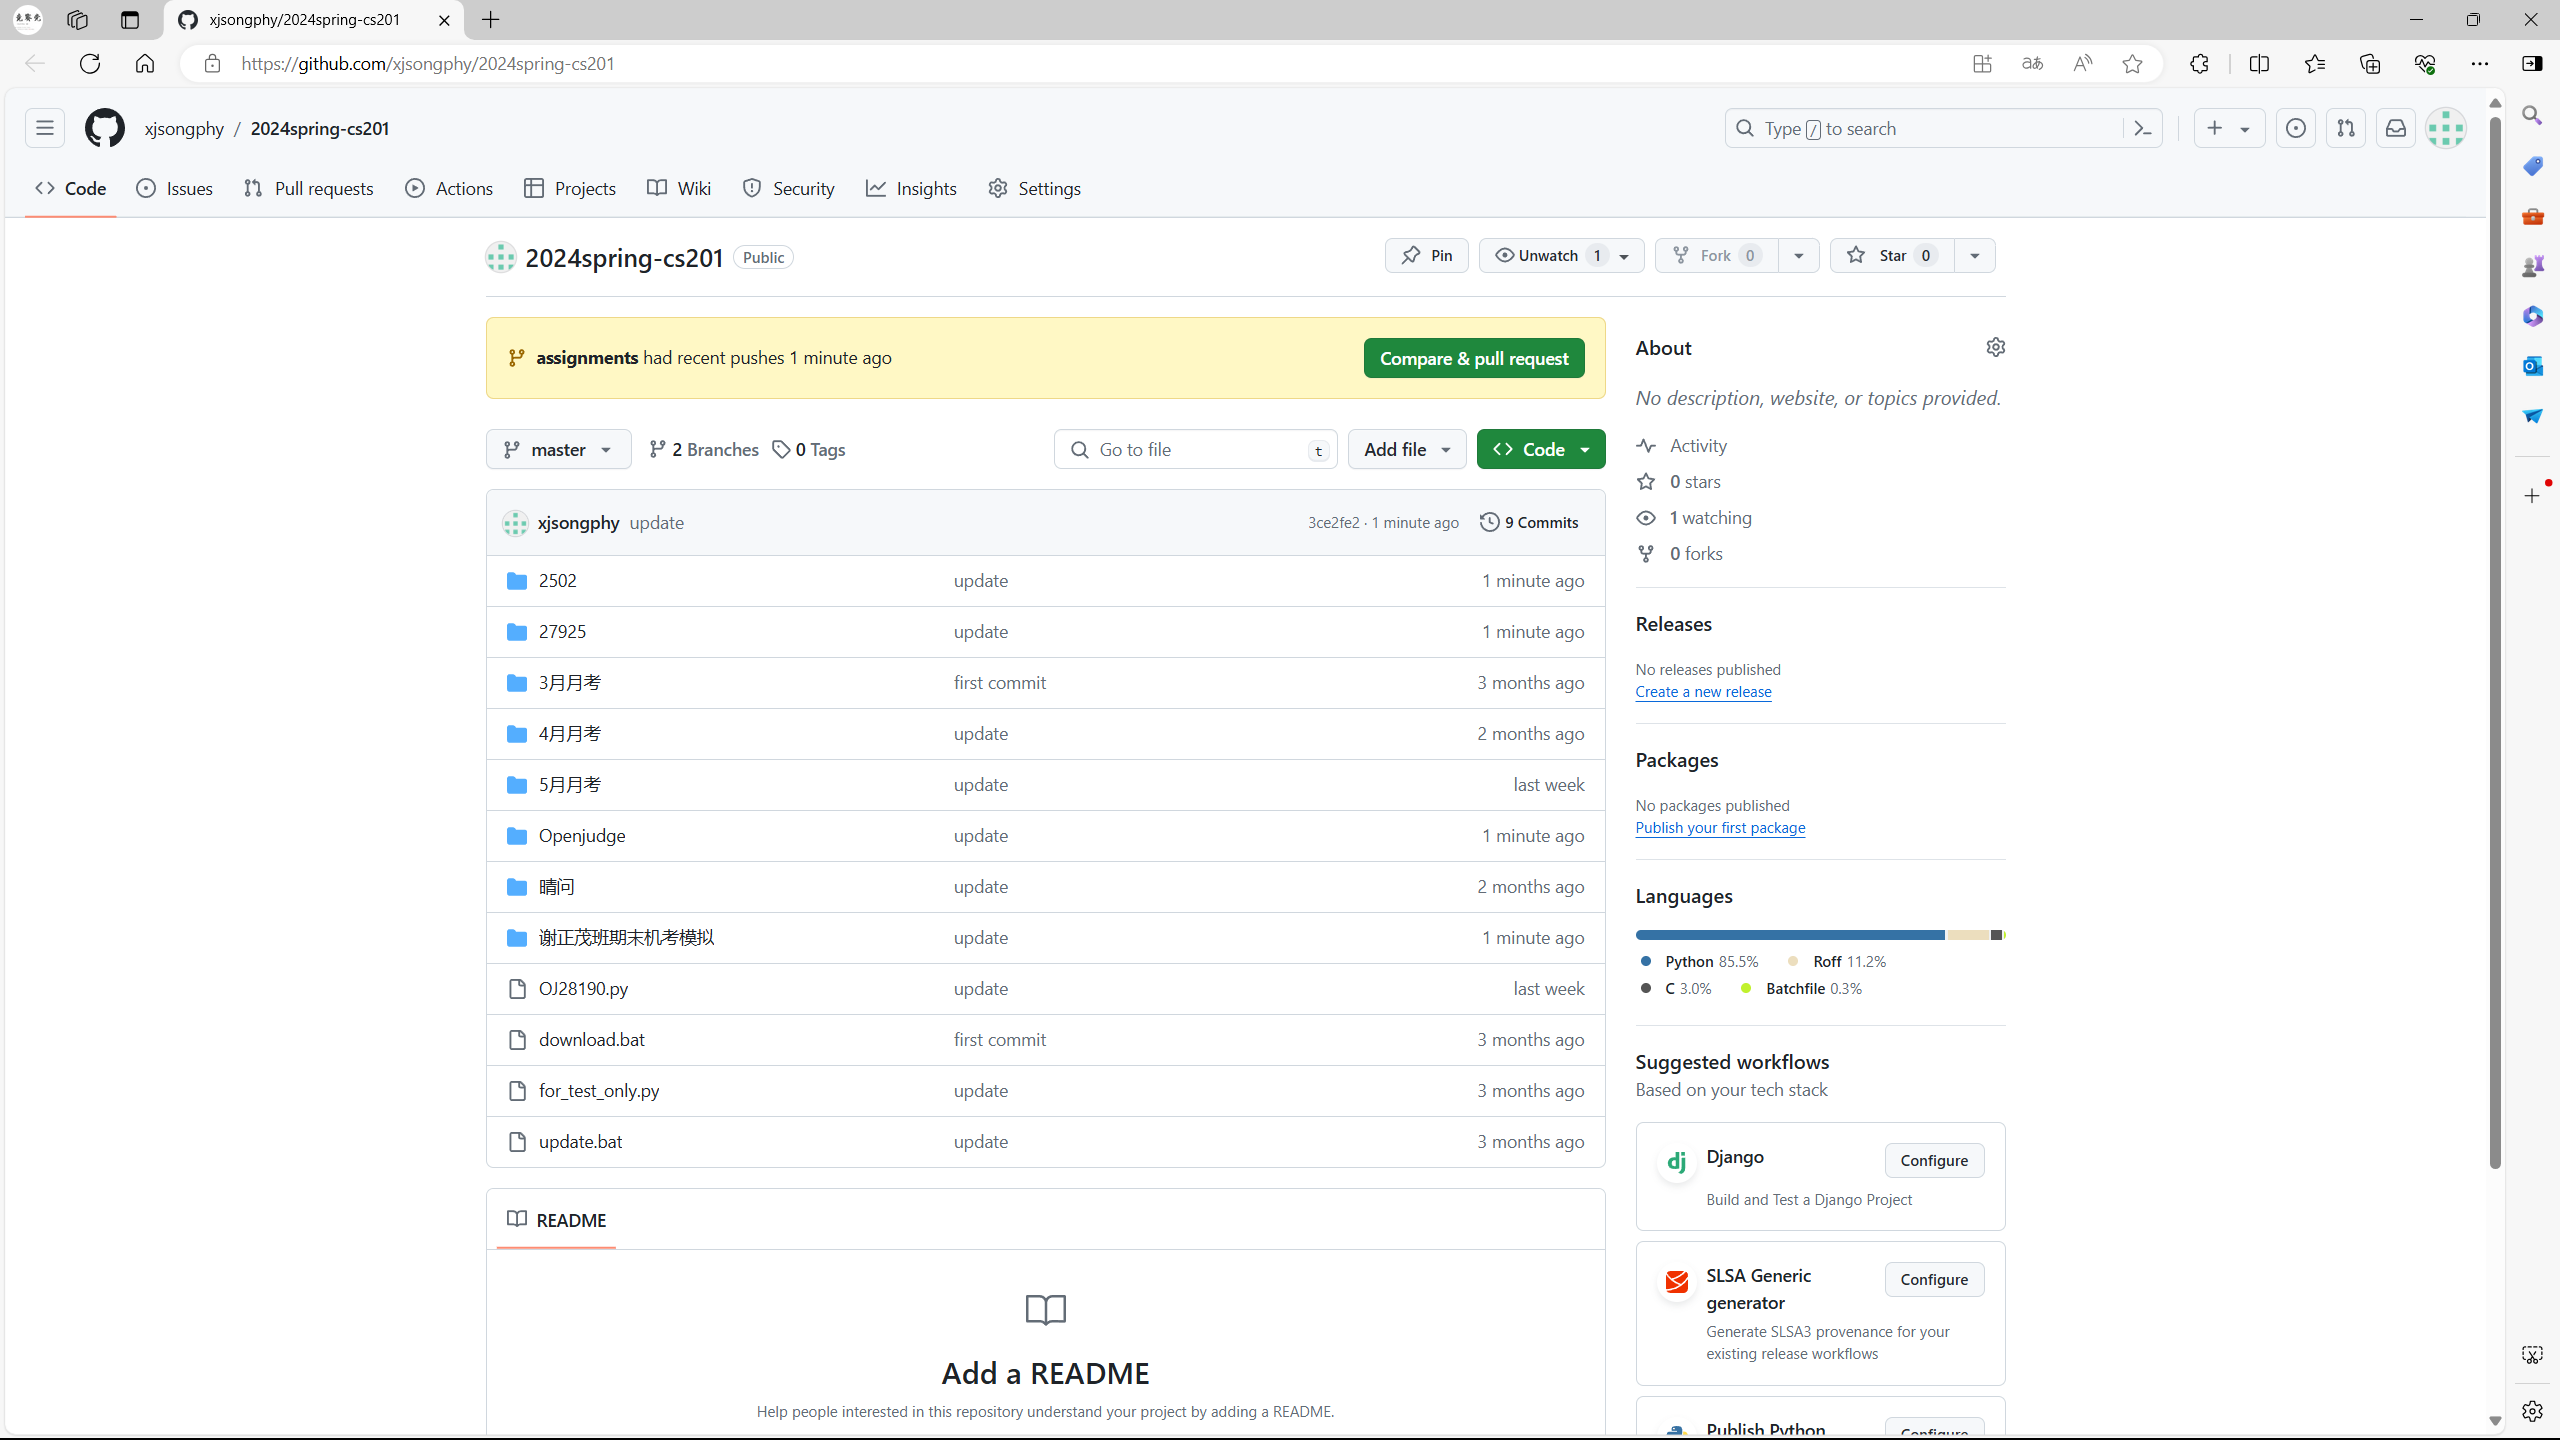 xjsongphy/2024spring-cs201
https://github.com/xjsongphy/2024spring-cs201
xjsongphy / 2024spring-cs201
Type / to search
Code Issues Pull requests Actions Projects Wiki Security Insights Settings
2024spring-cs201 Public
Pin Unwatch 1 Fork 0 Star 0
assignments had recent pushes 1 minute ago
Compare & pull request
master 2 Branches 0 Tags
Go to file t Add file Code
xjsongphy update 3ce2fe2 · 1 minute ago 9 Commits
2502 update 1 minute ago
27925 update 1 minute ago
3月月考 first commit 3 months ago
4月月考 update 2 months ago
5月月考 update last week
Openjudge update 1 minute ago
晴问 update 2 months ago
谢正茂班期末机考模拟 update 1 minute ago
OJ28190.py update last week
download.bat first commit 3 months ago
for_test_only.py update 3 months ago
update.bat update 3 months ago
README
Add a README
Help people interested in this repository understand your project by adding a README.
About
No description, website, or topics provided.
Activity
0 stars
1 watching
0 forks
Releases
No releases published
Create a new release
Packages
No packages published
Publish your first package
Languages
Python 85.5% Roff 11.2%
C 3.0% Batchfile 0.3%
Suggested workflows
Based on your tech stack
Django Configure
Build and Test a Django Project
SLSA Generic
generator
Configure
Generate SLSA3 provenance for your
existing release workflows
Publish Python
Configure